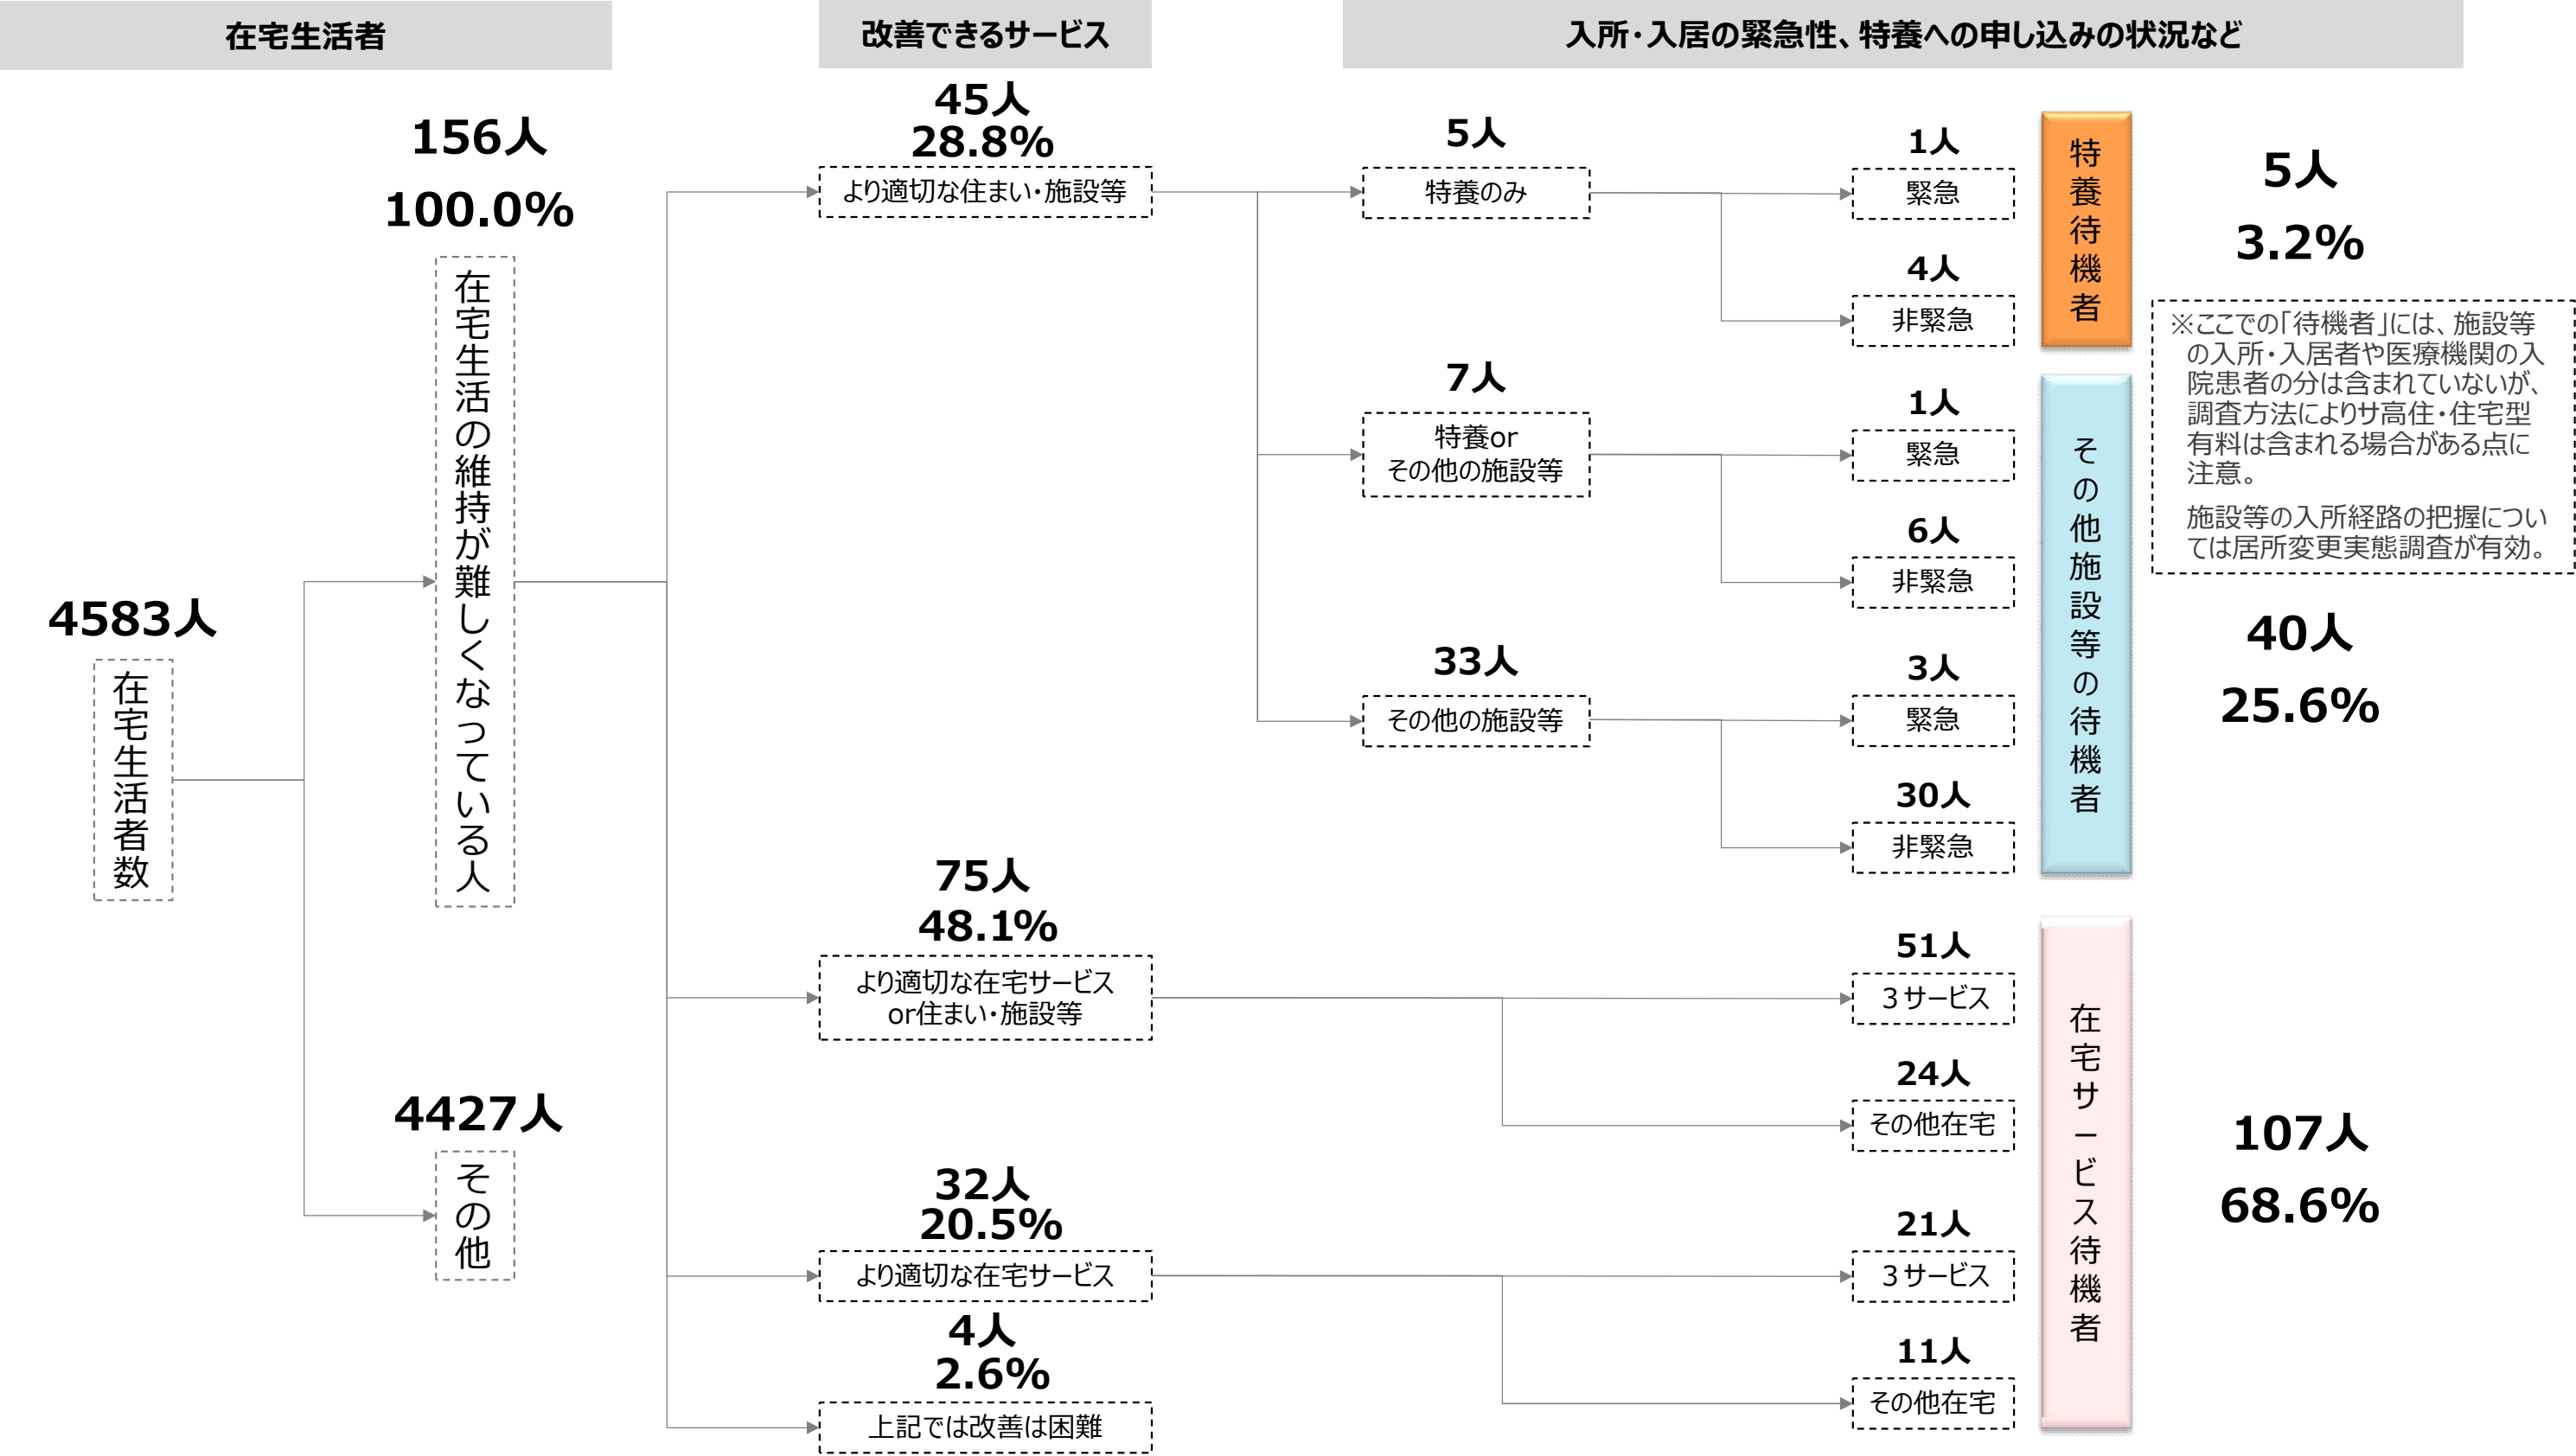 在宅生活者
改善できるサービス
入所・入居の緊急性、特養への申し込みの状況など
4583人
在宅生活者数
156人
100.0%
在宅生活の維持が難しくなっている人
4427人
その他
45人
28.8%
より適切な住まい・施設等
75人
48.1%
より適切な在宅サービス
or住まい・施設等
32人
20.5%
より適切な在宅サービス
4人
2.6%
上記では改善は困難
5人
特養のみ
7人
特養or
その他の施設等
33人
その他の施設等
1人
緊急
4人
非緊急
1人
緊急
6人
非緊急
3人
緊急
30人
非緊急
51人
３サービス
24人
その他在宅
21人
３サービス
11人
その他在宅
特養待機者
5人
3.2%
※ここでの「待機者」には、施設等
の入所・入居者や医療機関の入
院患者の分は含まれていないが、
調査方法によりサ高住・住宅型
有料は含まれる場合がある点に
注意。
施設等の入所経路の把握につい
ては居所変更実態調査が有効。
その他施設等の待機者
40人
25.6%
在宅サービス待機者
107人
68.6%